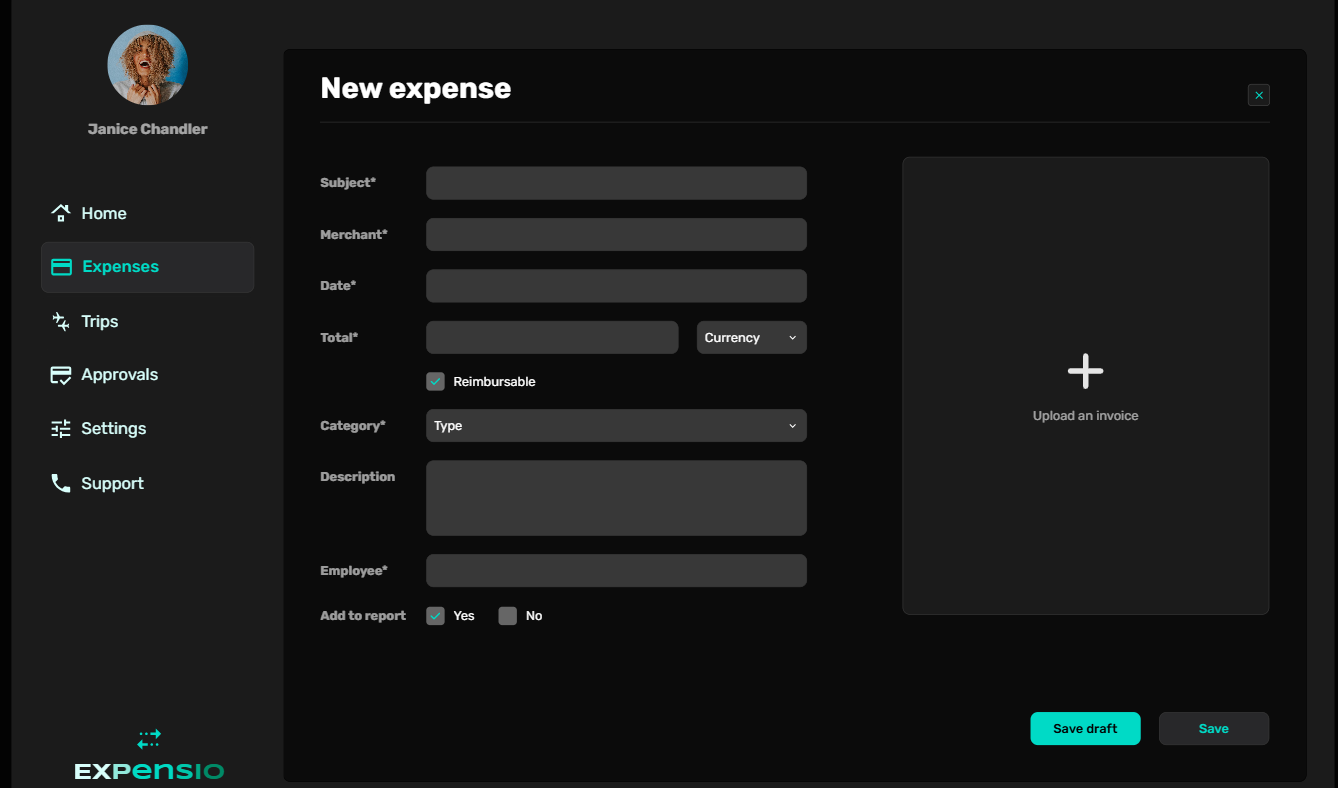 Janice Chandler
Home
Expenses
Trips
Approvals
Settings
Support
EXPENSIO
New expense
Subject*
Merchant*
Date*
Total*
Currency
Reimbursable
Category*
Type
Description
Employee*
Add to report
Yes
No
Upload an invoice
Save draft
Save